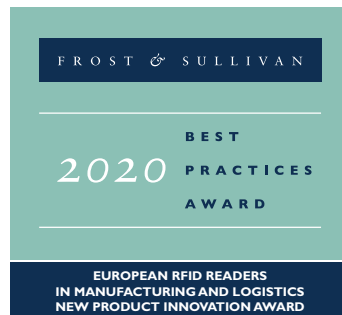 FROST & SULLIVAN
2020
BEST
PRACTICES
AWARD
EUROPEAN RFID READERS
IN MANUFACTURING AND LOGISTICS
NEW PRODUCT INNOVATION AWARD